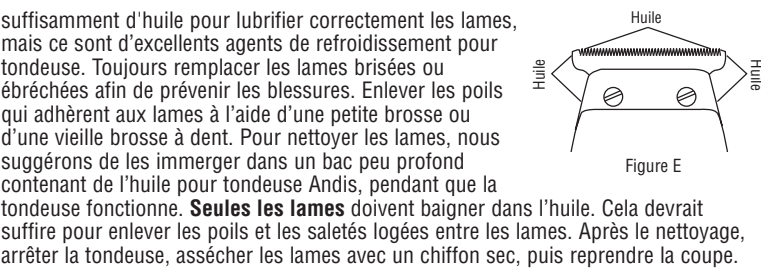 suffisamment d'huile pour lubrifier correctement les lames,
mais ce sont d’excellents agents de refroidissement pour
tondeuse. Toujours remplacer les lames brisées ou
ébréchées afin de prévenir les blessures. Enlever les poils
qui adhèrent aux lames à l’aide d’une petite brosse ou
d’une vieille brosse à dent. Pour nettoyer les lames, nous
suggérons de les immerger dans un bac peu profond
contenant de l’huile pour tondeuse Andis, pendant que la
tondeuse fonctionne. Seules les lames doivent baigner dans l’huile. Cela devrait
suffire pour enlever les poils et les saletés logées entre les lames. Après le nettoyage,
arrêter la tondeuse, assécher les lames avec un chiffon sec, puis reprendre la coupe.
Huile
Huile
Huile
Figure E